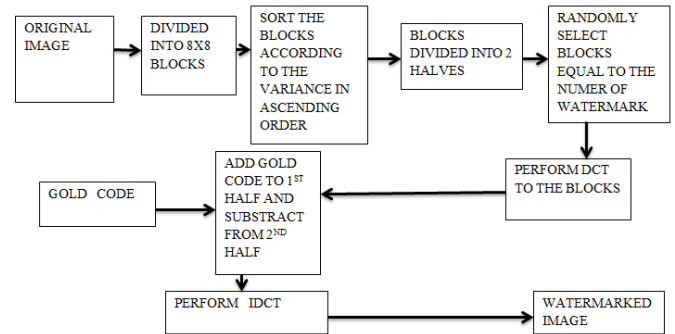 ORIGINAL
IMAGE
DIVIDED
INTO 8X8
BLOCKS
SORT THE
BLOCKS
ACCORDING
TO THE
VARIANCE IN
ASCENDING
ORDER
BLOCKS
DIVIDED INTO 2
HALVES
RANDOMLY
SELECT
BLOCKS
EQUAL TO THE
NUMER OF
WATERMARK
PERFORM DCT
TO THE BLOCKS
GOLD CODE
ADD GOLD
CODE TO 1ST
HALF AND
SUBSTRACT
FROM 2ND
HALF
PERFORM IDCT
WATERMARKED
IMAGE